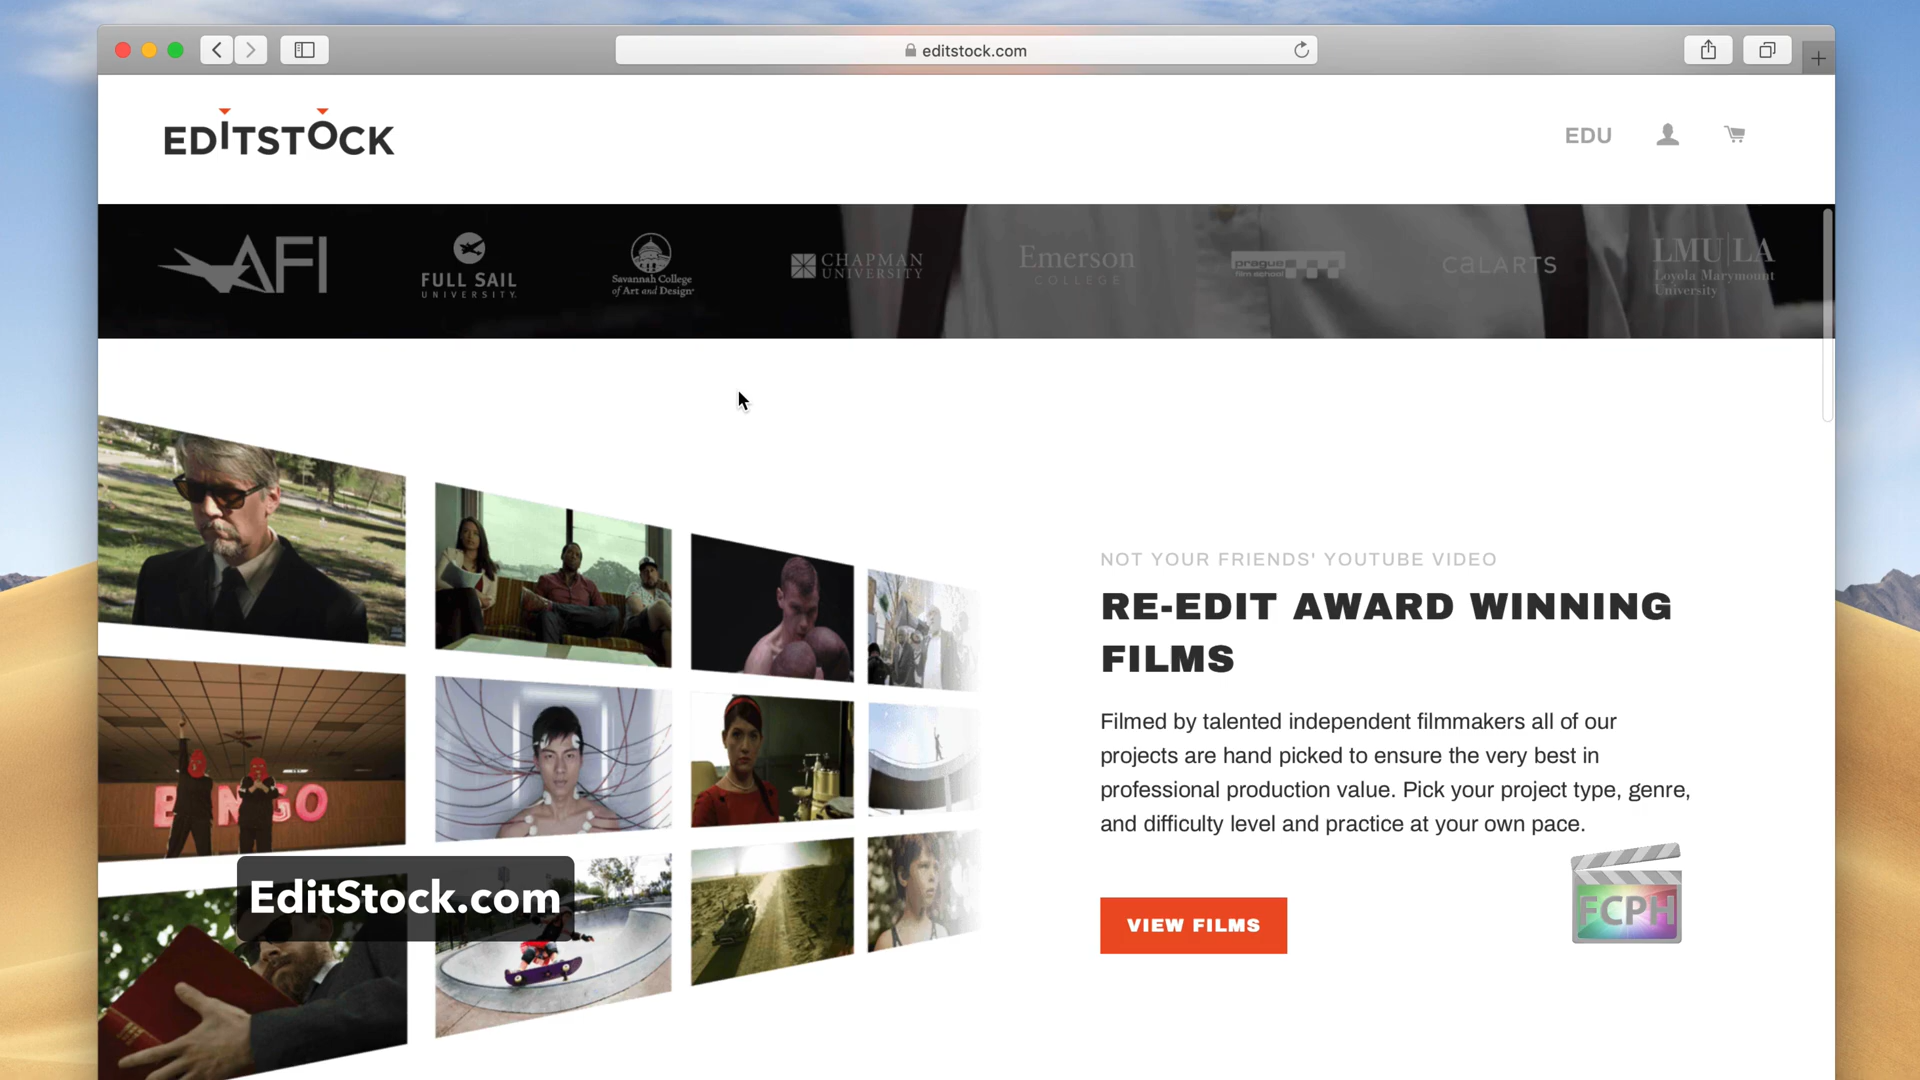 editstock.com
EDITSTOCK
EDU
AFI
FULL SAIL
UNIVERSITY.
Savannah College
of Art and Design®
CHAPMAN
UNIVERSITY
Emerson
COLLEGE
prague
film school
CALARTS
LMU|LA
Loyola Marymount
University
NOT YOUR FRIENDS' YOUTUBE VIDEO
RE-EDIT AWARD WINNING
FILMS
Filmed by talented independent filmmakers all of our
projects are hand picked to ensure the very best in
professional production value. Pick your project type, genre,
and difficulty level and practice at your own pace.
VIEW FILMS
BINGO
EditStock.com
FCPH